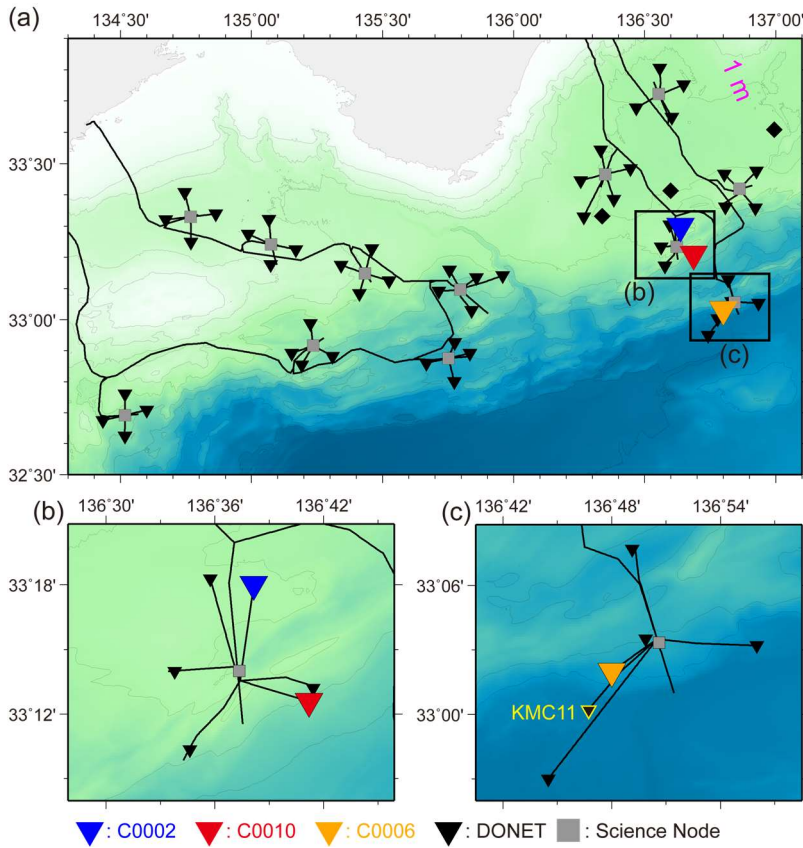 134˚30' 135˚00' 135˚30' 136˚00' 136˚30' 137˚00'
(a)
1 m
33˚30'
33˚00'
32˚30'
(b)
(c)
(b)
136˚30' 136˚36' 136˚42'
33˚18'
33˚12'
(c)
136˚42' 136˚48' 136˚54'
33˚06'
33˚00'
KMC11
: C0002 : C0010 : C0006 : DONET : Science Node